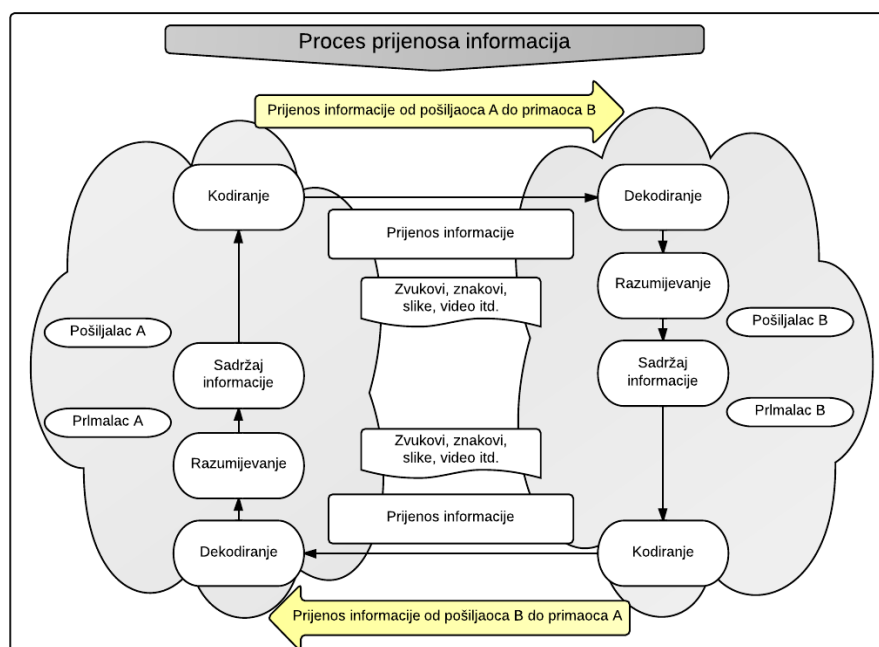 Proces prijenosa informacija
Prijenos informacije od pošiljaoca A do primaoca B
Kodiranje
Dekodiranje
Prijenos informacije
Razumijevanje
Zvukovi, znakovi,
slike, video itd.
Pošiljalac A
Pošiljalac B
Sadržaj
informacije
Sadržaj
informacije
PrImalac A
PrImalac B
Zvukovi, znakovi,
slike, video itd.
Razumijevanje
Prijenos informacije
Dekodiranje
Kodiranje
Prijenos informacije od pošiljaoca B do primaoca A